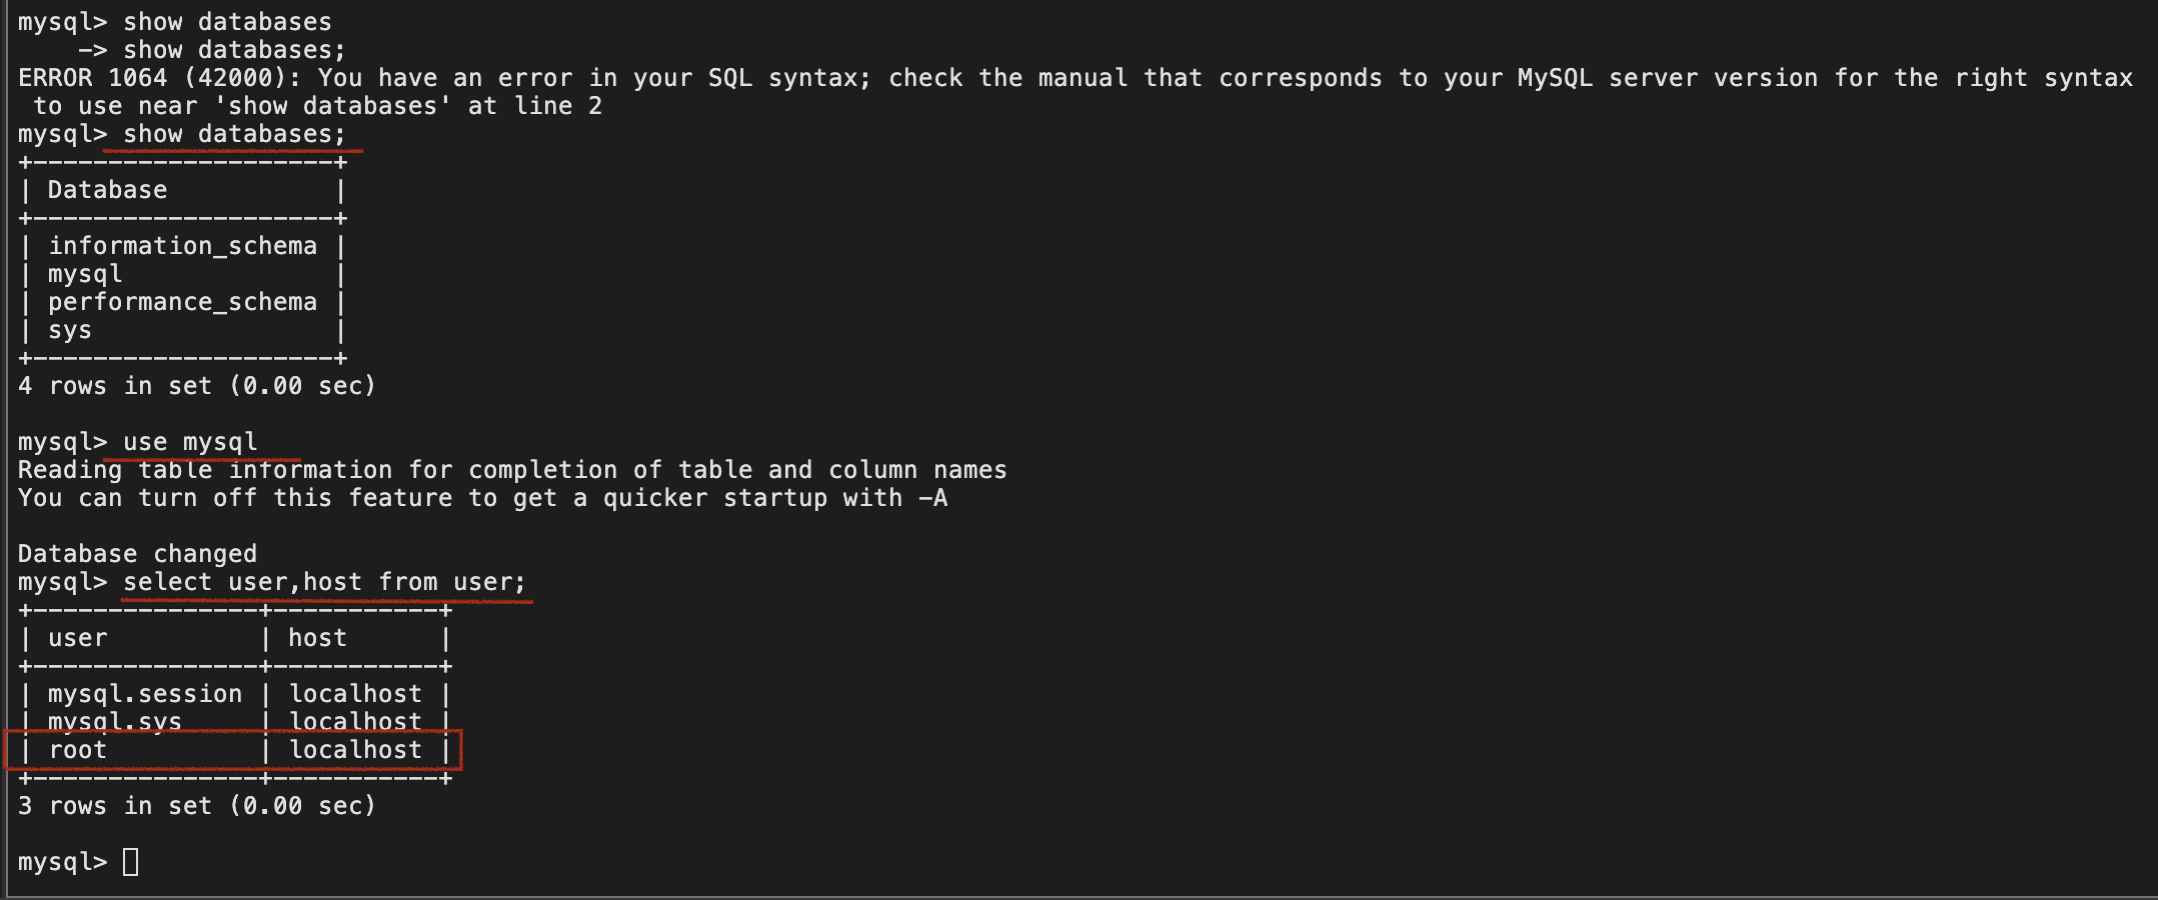 mysql> show databases
    -> show databases;
ERROR 1064 (42000): You have an error in your SQL syntax; check the manual that corresponds to your MySQL server version for the right syntax
 to use near 'show databases' at line 2
mysql> show databases;
+--------------------+
| Database           |
+--------------------+
| information_schema |
| mysql              |
| performance_schema |
| sys                |
+--------------------+
4 rows in set (0.00 sec)

mysql> use mysql
Reading table information for completion of table and column names
You can turn off this feature to get a quicker startup with -A

Database changed
mysql> select user,host from user;
+---------------+-----------+
| user          | host      |
+---------------+-----------+
| mysql.session | localhost |
| mysql.sys     | localhost |
| root          | localhost |
+---------------+-----------+
3 rows in set (0.00 sec)

mysql>